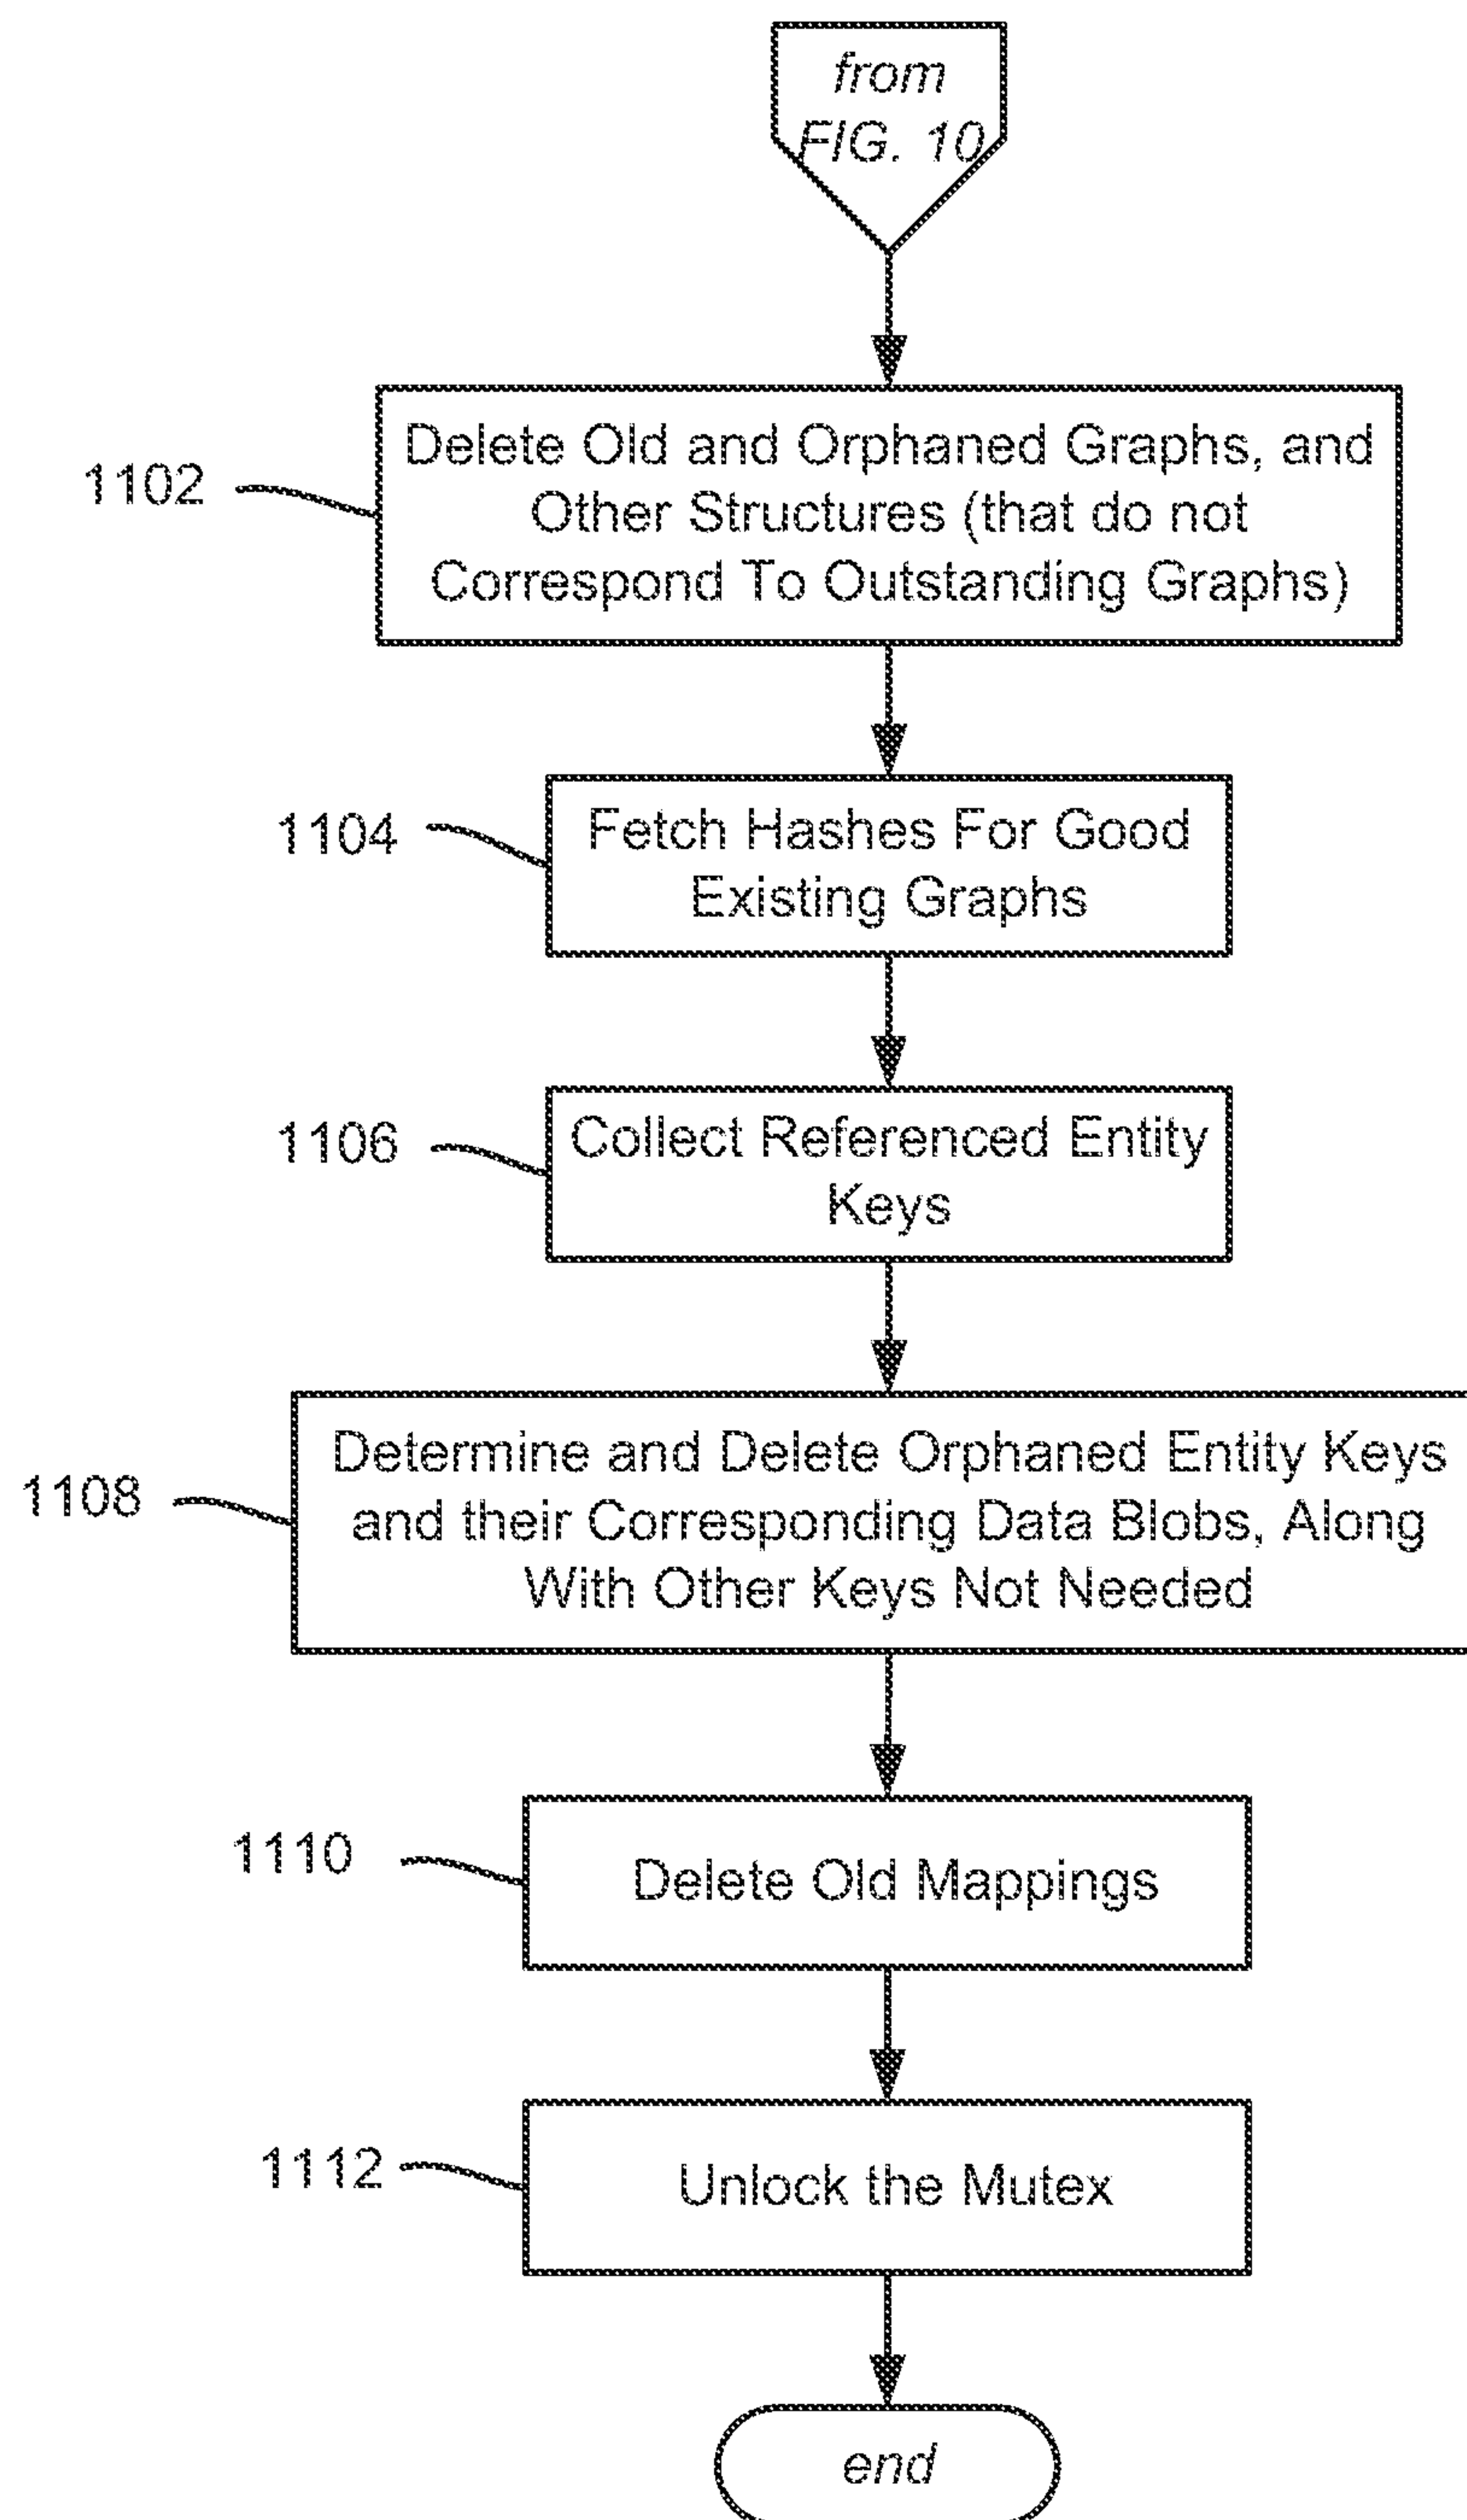 from
FIG. 10
1102
Delete Old and Orphaned Graphs, and
Other Structures (that do not
Correspond To Outstanding Graphs)
1104
Fetch Hashes For Good
Existing Graphs
1106
Collect Referenced Entity
Keys
1108
Determine and Delete Orphaned Entity Keys
and their Corresponding Data Blobs, Along
With Other Keys Not Needed
1110
Delete Old Mappings
1112
Unlock the Mutex
end